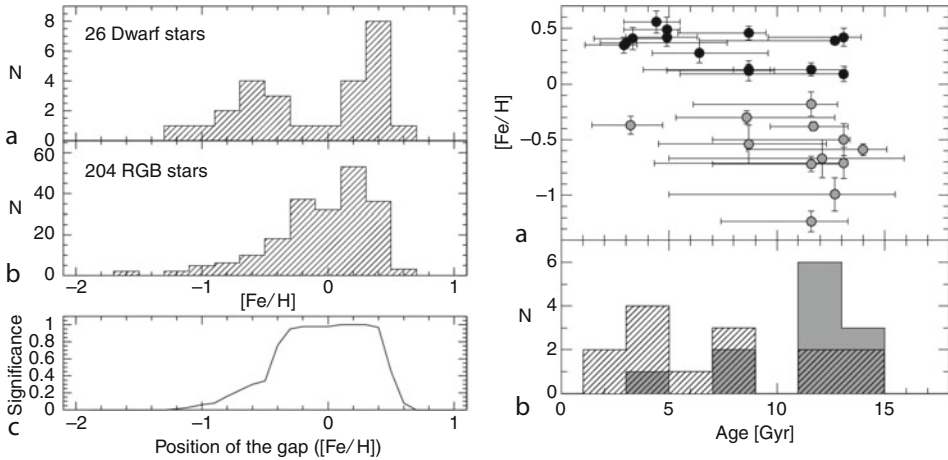 8
6
4
2
0
N
26 Dwarf stars
a
60
40
20
0
N
204 RGB stars
b
−2 −1 0 1
[Fe/H]
1
0.8
0.6
0.4
0.2
0
Significance
c
−2 −1 0 1
Position of the gap ([Fe/H])
0.5
0
−0.5
−1
[Fe/H]
a
6
4
2
0
N
b
0 5 10 15
Age [Gyr]